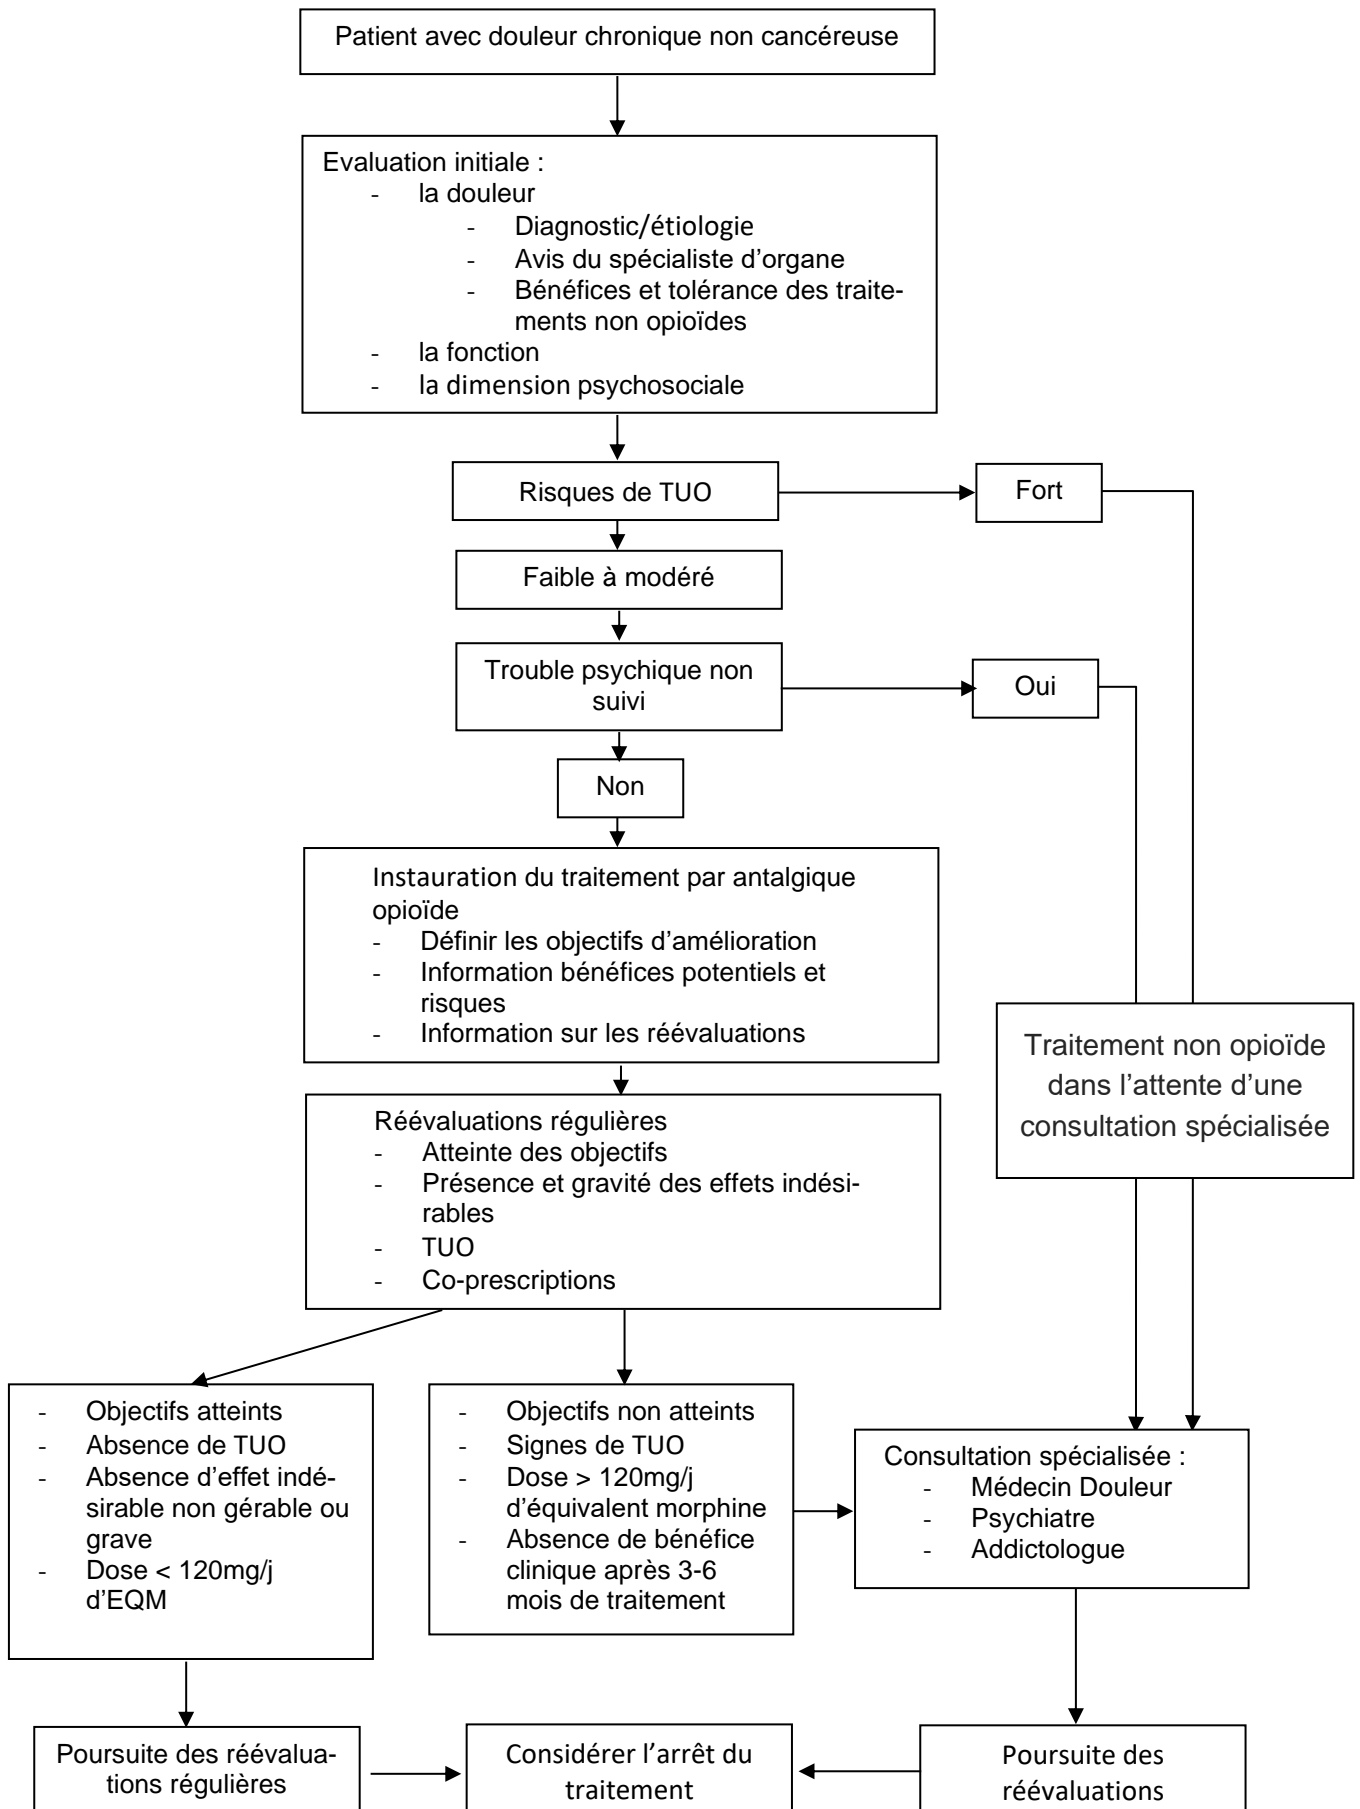 Patient avec douleur chronique non cancéreuse
Evaluation initiale :
- la douleur
- Diagnostic/étiologie
- Avis du spécialiste d’organe
- Bénéfices et tolérance des traite-
ments non opioïdes
- la fonction
- la dimension psychosociale
Risques de TUO
Fort
Faible à modéré
Trouble psychique non
suivi
Oui
Non
Instauration du traitement par antalgique
opioïde
- Définir les objectifs d’amélioration
- Information bénéfices potentiels et
risques
- Information sur les réévaluations
Traitement non opioïde
dans l’attente d’une
consultation spécialisée
Réévaluations régulières
- Atteinte des objectifs
- Présence et gravité des effets indési-
rables
- TUO
- Co-prescriptions
- Objectifs atteints
- Absence de TUO
- Absence d’effet indé-
sirable non gérable ou
grave
- Dose < 120mg/j
d’EQM
- Objectifs non atteints
- Signes de TUO
- Dose > 120mg/j
d’équivalent morphine
- Absence de bénéfice
clinique après 3-6
mois de traitement
Consultation spécialisée :
- Médecin Douleur
- Psychiatre
- Addictologue
Poursuite des réévalua-
tions régulières
Considérer l’arrêt du
traitement
Poursuite des
réévaluations